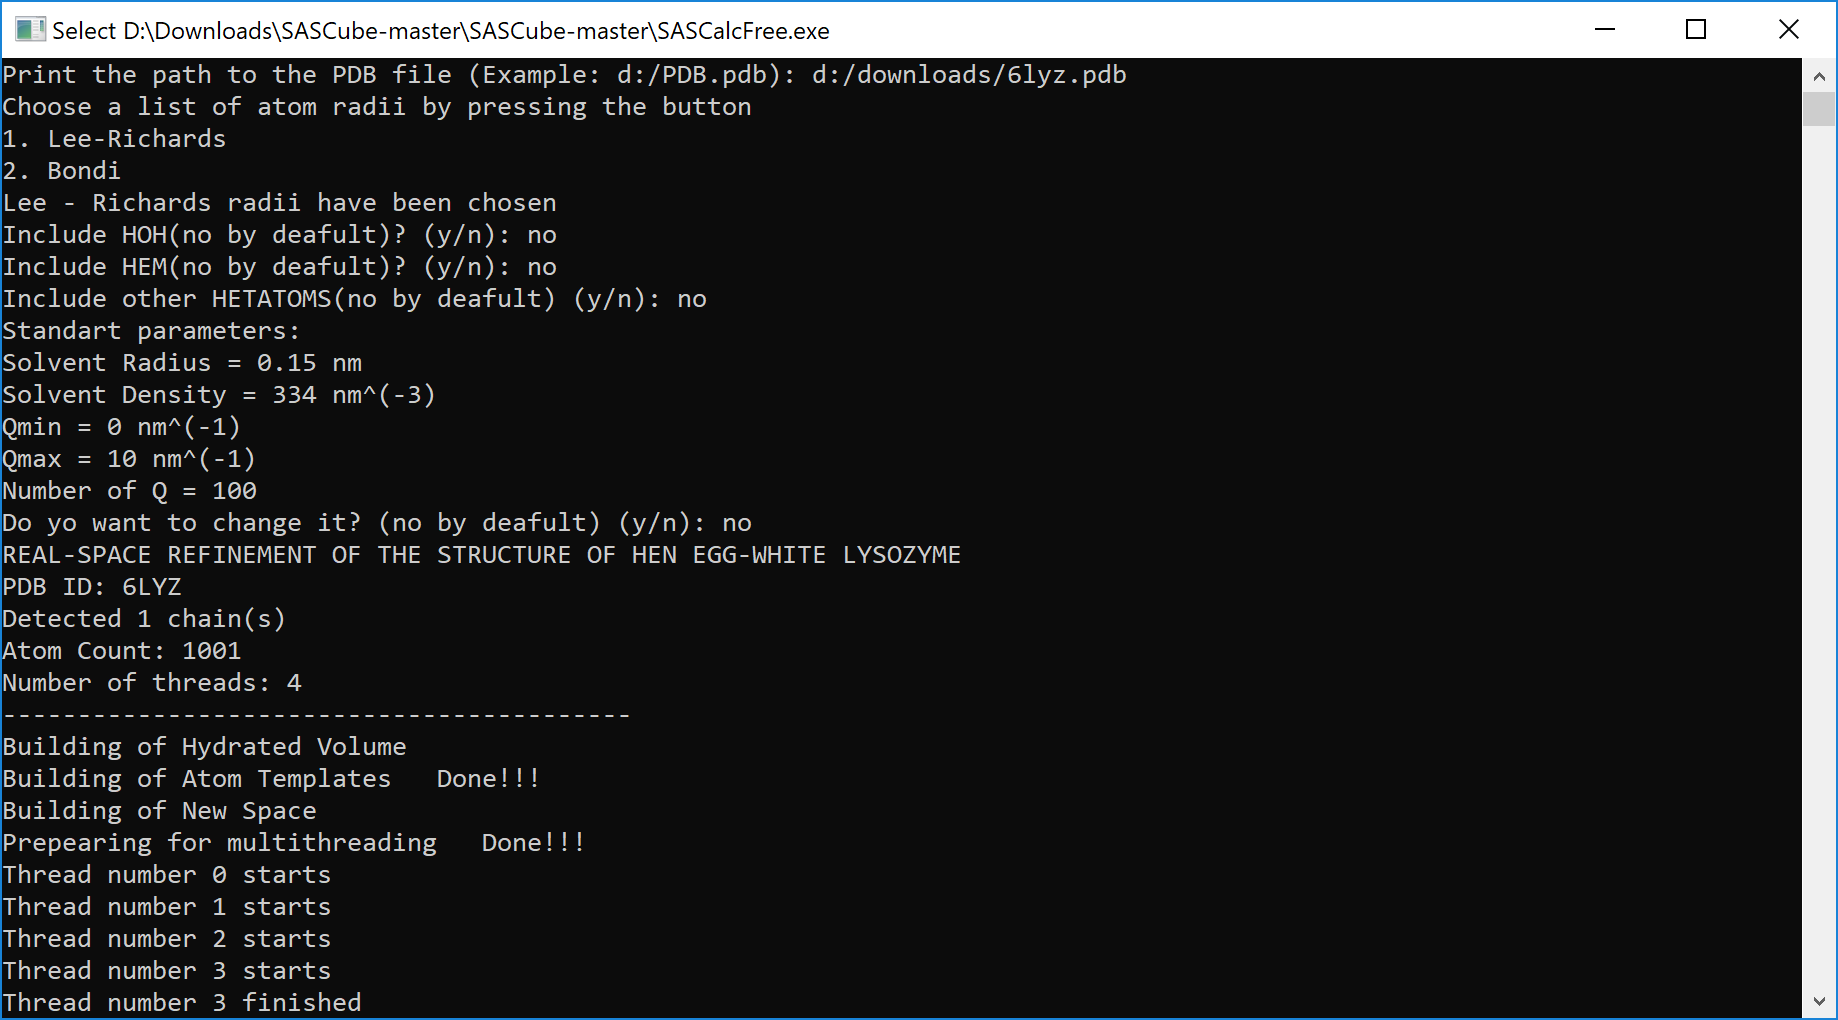 Select D:\Downloads\SASCube-master\SASCube-master\SASCalcFree.exe
Print the path to the PDB file (Example: d:/PDB.pdb): d:/downloads/6lyz.pdb
Choose a list of atom radii by pressing the button
1. Lee-Richards
2. Bondi
Lee - Richards radii have been chosen
Include HOH(no by deafult)? (y/n): no
Include HEM(no by deafult)? (y/n): no
Include other HETATOMS(no by deafult) (y/n): no
Standart parameters:
Solvent Radius = 0.15 nm
Solvent Density = 334 nm^(-3)
Qmin = 0 nm^(-1)
Qmax = 10 nm^(-1)
Number of Q = 100
Do yo want to change it? (no by deafult) (y/n): no
REAL-SPACE REFINEMENT OF THE STRUCTURE OF HEN EGG-WHITE LYSOZYME
PDB ID: 6LYZ
Detected 1 chain(s)
Atom Count: 1001
Number of threads: 4
------------------------------------------
Building of Hydrated Volume
Building of Atom Templates   Done!!!
Building of New Space
Prepearing for multithreading   Done!!!
Thread number 0 starts
Thread number 1 starts
Thread number 2 starts
Thread number 3 starts
Thread number 3 finished